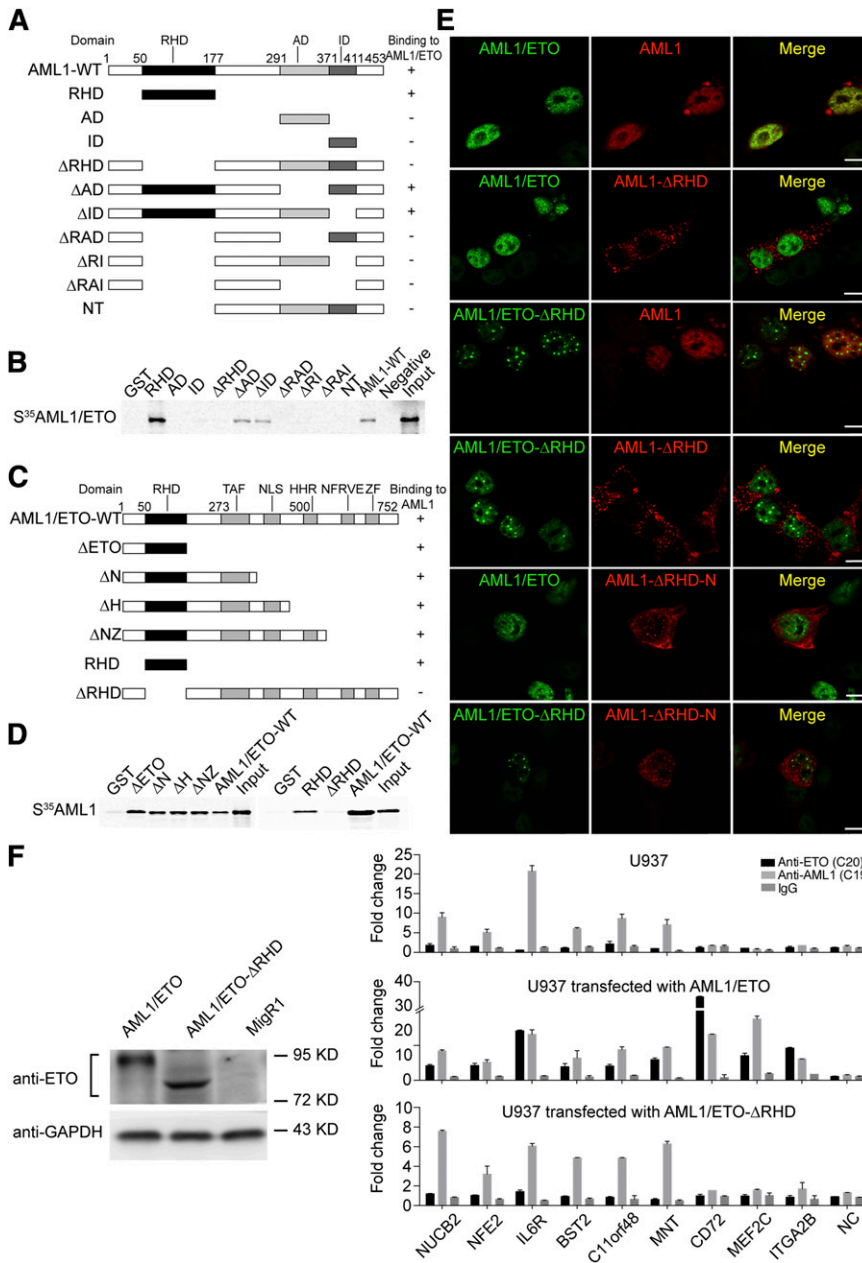 A
Domain RHD AD ID Binding to
1 50 177 291 371 411 453 AML1/ETO
AML1-WT +
RHD +
AD -
ID -
ΔRHD -
ΔAD +
ΔID +
ΔRAD -
ΔRI -
ΔRAI -
NT -
B
GST RHD AD ID ΔRHD ΔAD ΔID ΔRAD ΔRI ΔRAI NT AML1-WT Negative Input
S³⁵AML1/ETO
C
Domain RHD TAF NLS HHR NFRVE ZF Binding to
1 50 273 500 752 AML1
AML1/ETO-WT +
ΔETO +
ΔN +
ΔH +
ΔNZ +
RHD +
ΔRHD -
D
GST ΔETO ΔN ΔH ΔNZ AML1/ETO-WT Input GST RHD ΔRHD AML1/ETO-WT Input
S³⁵AML1
E
AML1/ETO AML1 Merge
AML1/ETO AML1-ΔRHD Merge
AML1/ETO-ΔRHD AML1 Merge
AML1/ETO-ΔRHD AML1-ΔRHD Merge
AML1/ETO AML1-ΔRHD-N Merge
AML1/ETO-ΔRHD AML1-ΔRHD-N Merge
F
AML1/ETO AML1/ETO-ΔRHD MigR1
anti-ETO
95 KD
72 KD
anti-GAPDH
43 KD
U937
Anti-ETO (C20)
Anti-AML1 (C19
IgG
Fold change
25
20
15
10
5
0
U937 transfected with AML1/ETO
Fold change
40
30
20
10
0
U937 transfected with AML1/ETO-ΔRHD
Fold change
10
8
6
4
2
0
NUCB2 NFE2 IL6R BST2 C11orf48 MNT CD72 MEF2C ITGA2B NC